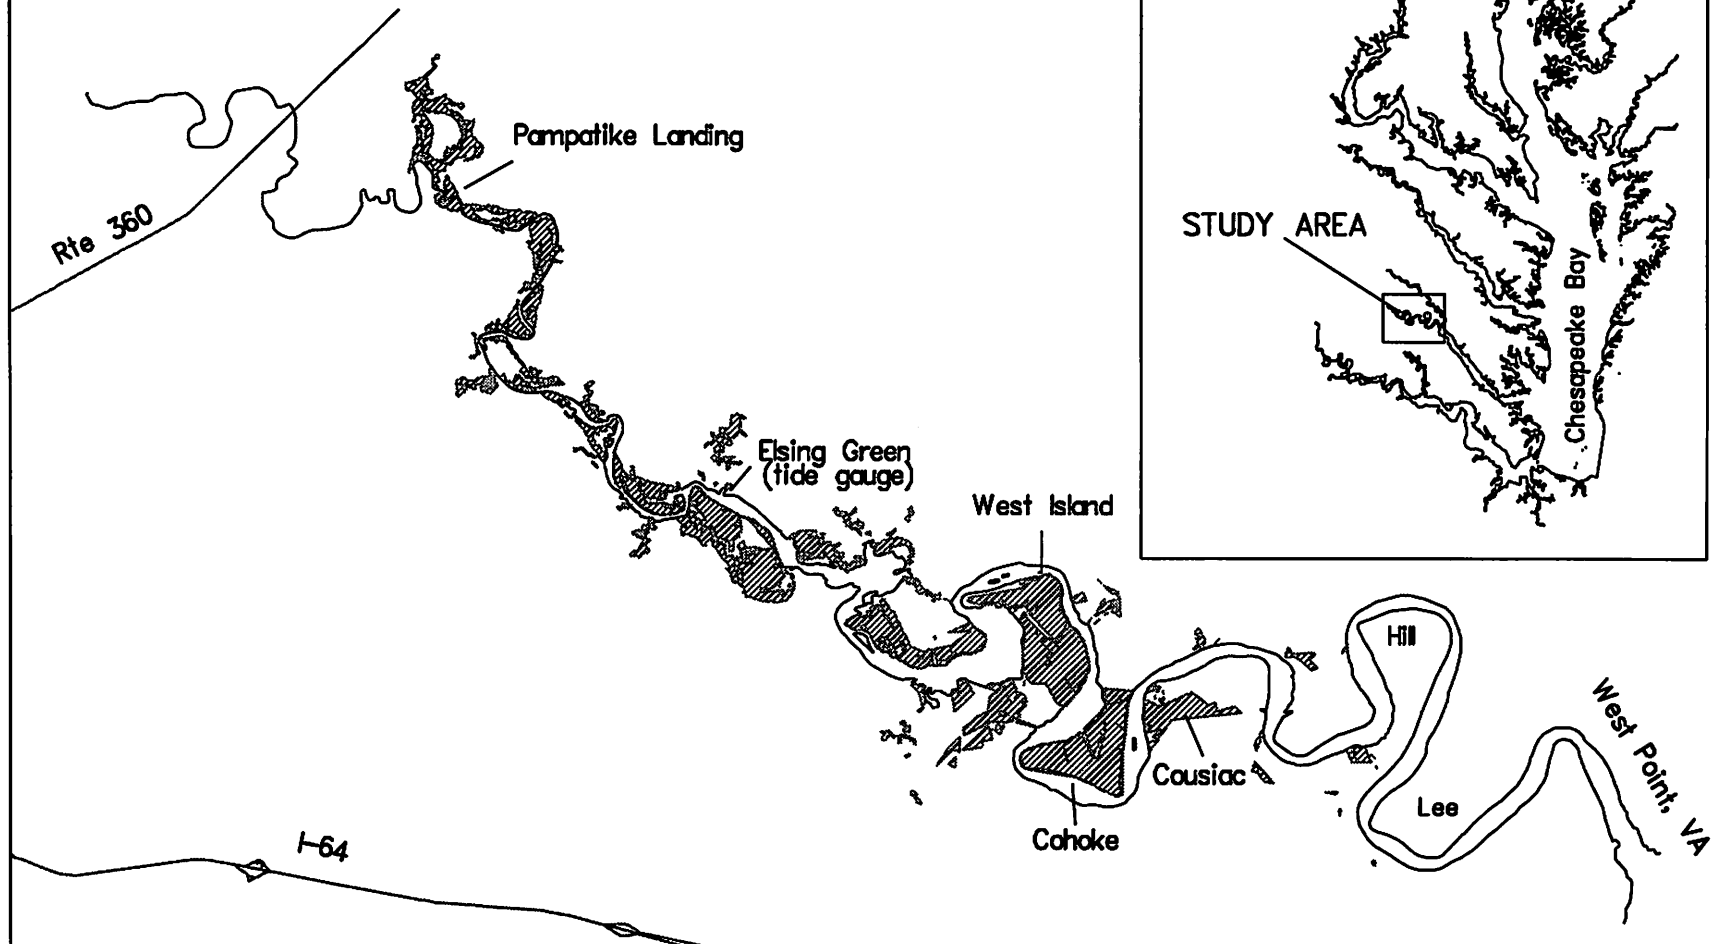 Pampatike Landing
Rte 360
STUDY AREA
Chesapeake Bay
Elsing Green
(tide gauge)
West Island
Hill
West Point, VA
Cousiac
Lee
Cohoke
I-64